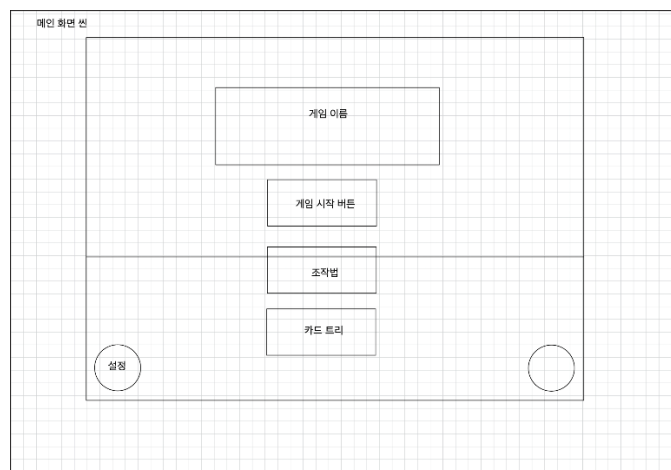 메인 화면 씬
게임 이름
게임 시작 버튼
조작법
카드 트리
설정